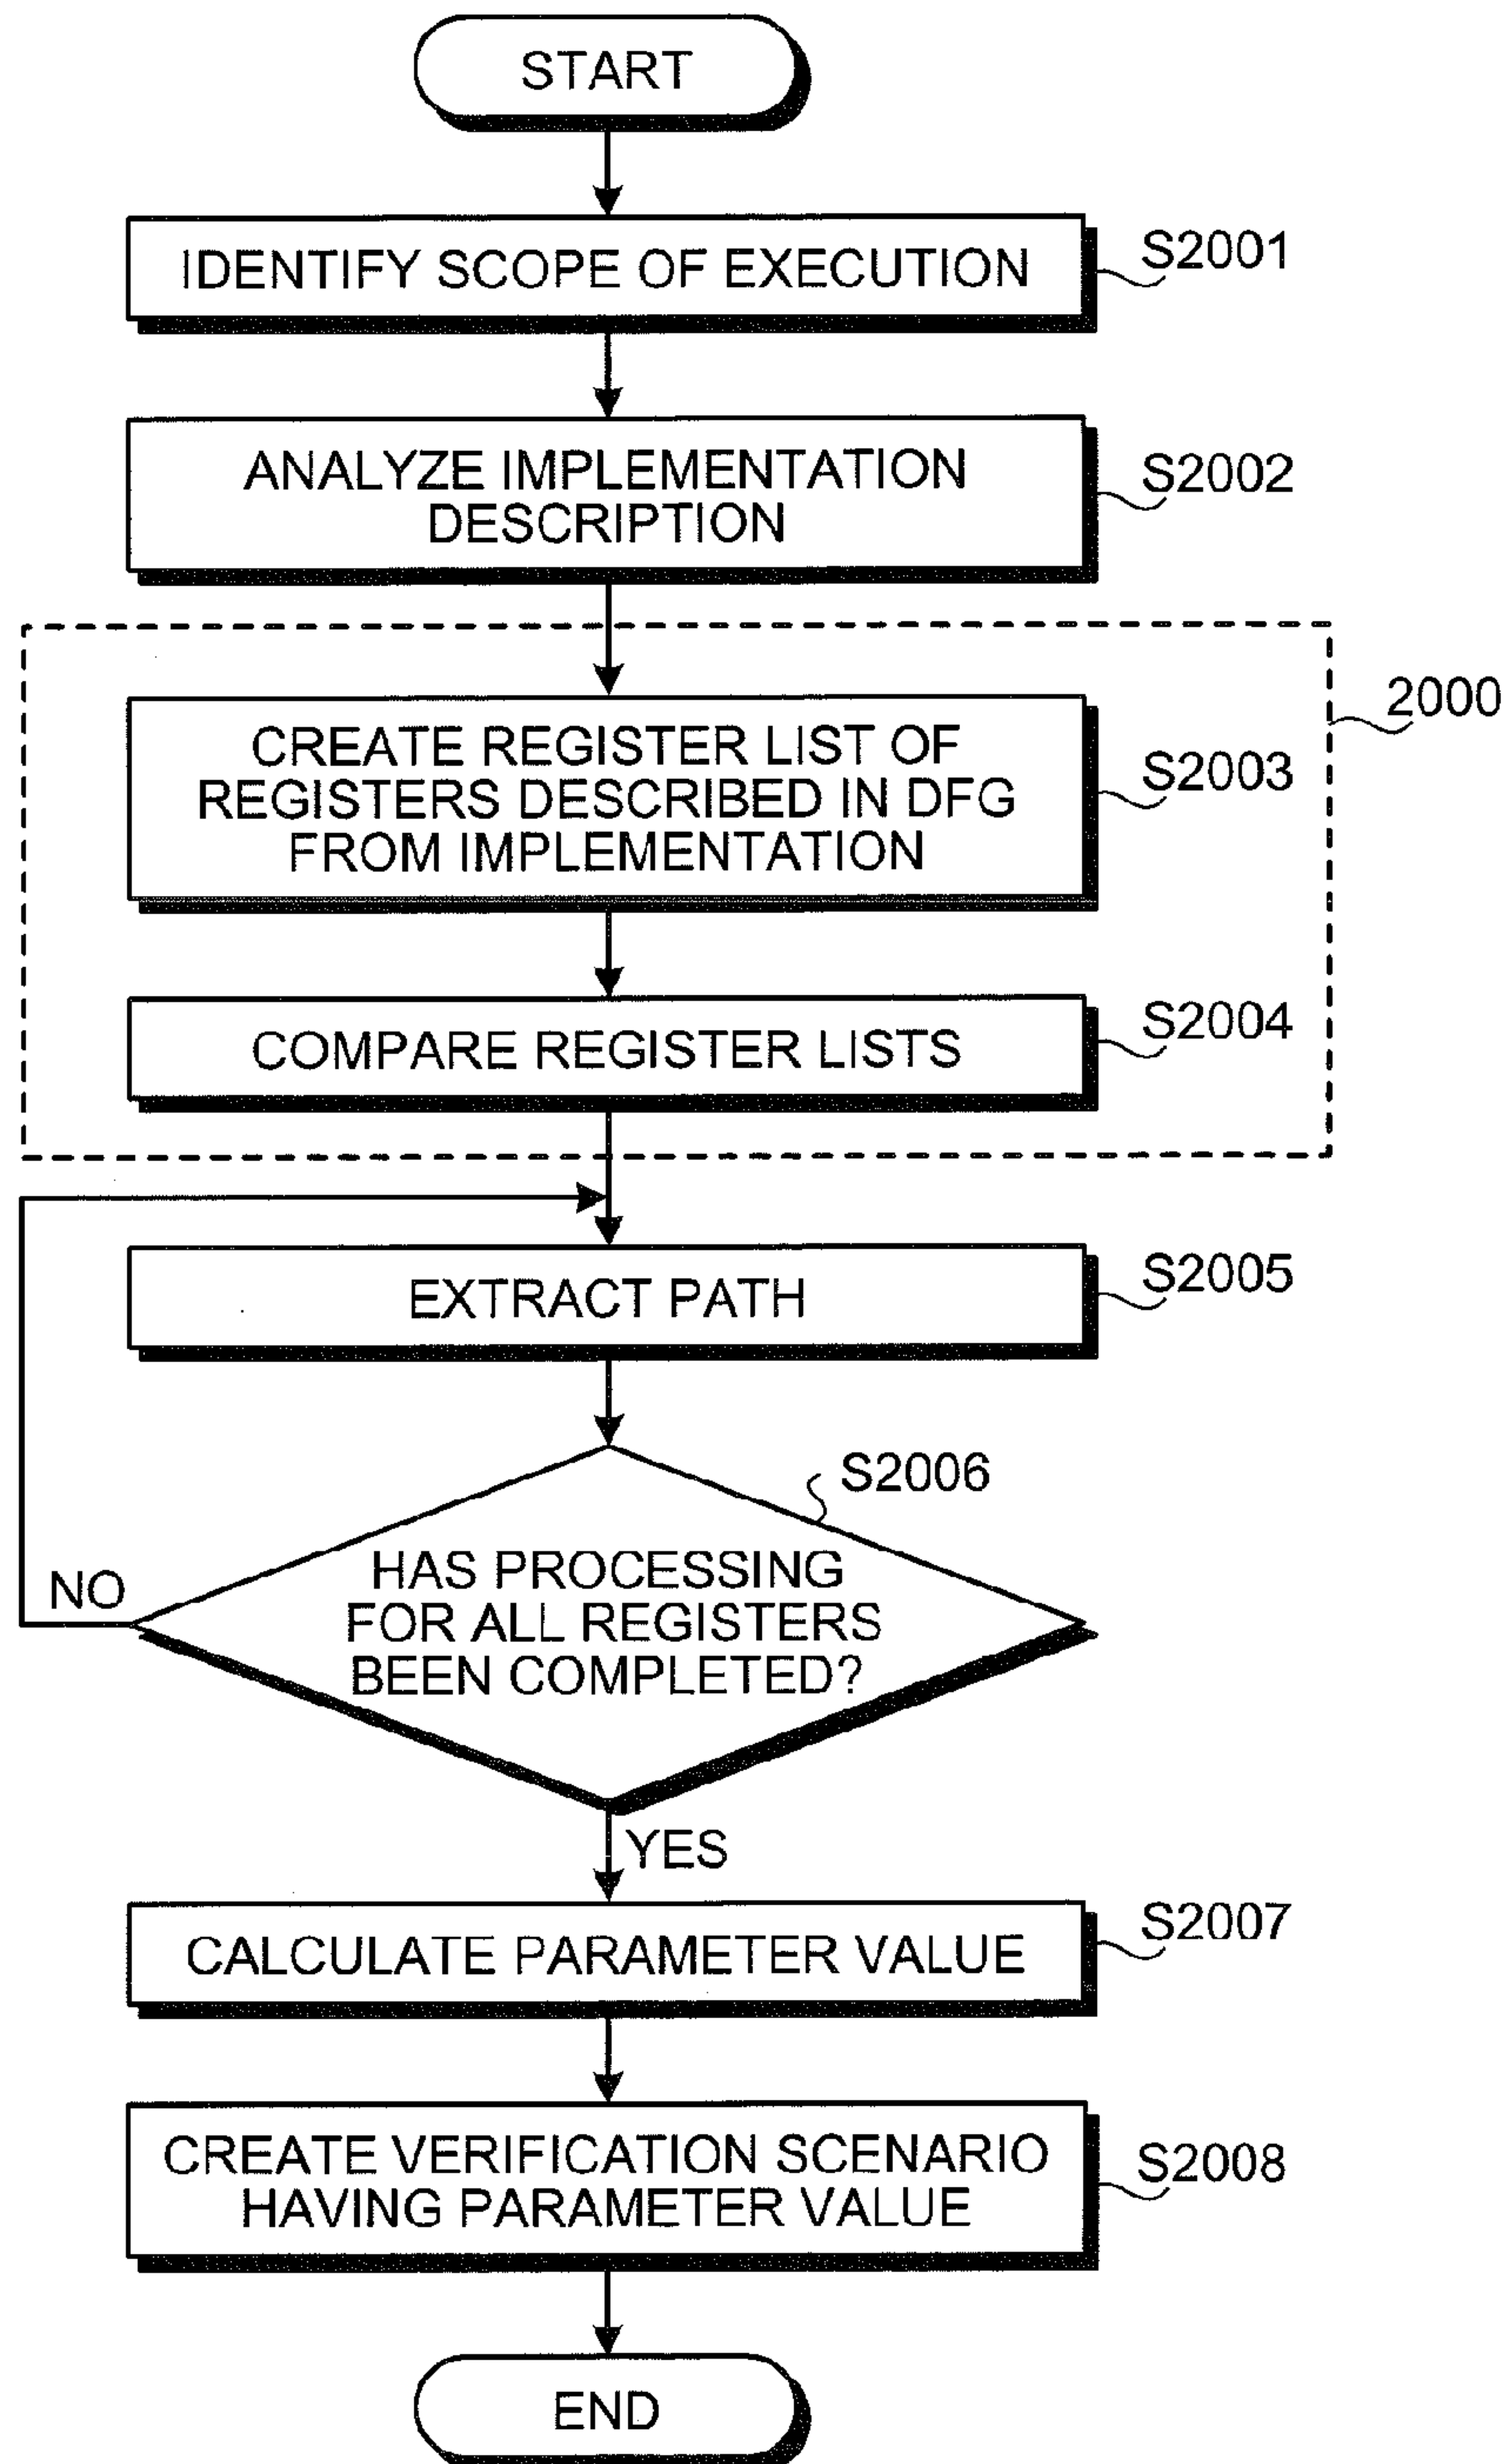 START
IDENTIFY SCOPE OF EXECUTION
S2001
ANALYZE IMPLEMENTATION
DESCRIPTION
S2002
2000
CREATE REGISTER LIST OF
REGISTERS DESCRIBED IN DFG
FROM IMPLEMENTATION
S2003
COMPARE REGISTER LISTS
S2004
EXTRACT PATH
S2005
S2006
HAS PROCESSING
FOR ALL REGISTERS
BEEN COMPLETED?
NO
YES
CALCULATE PARAMETER VALUE
S2007
CREATE VERIFICATION SCENARIO
HAVING PARAMETER VALUE
S2008
END